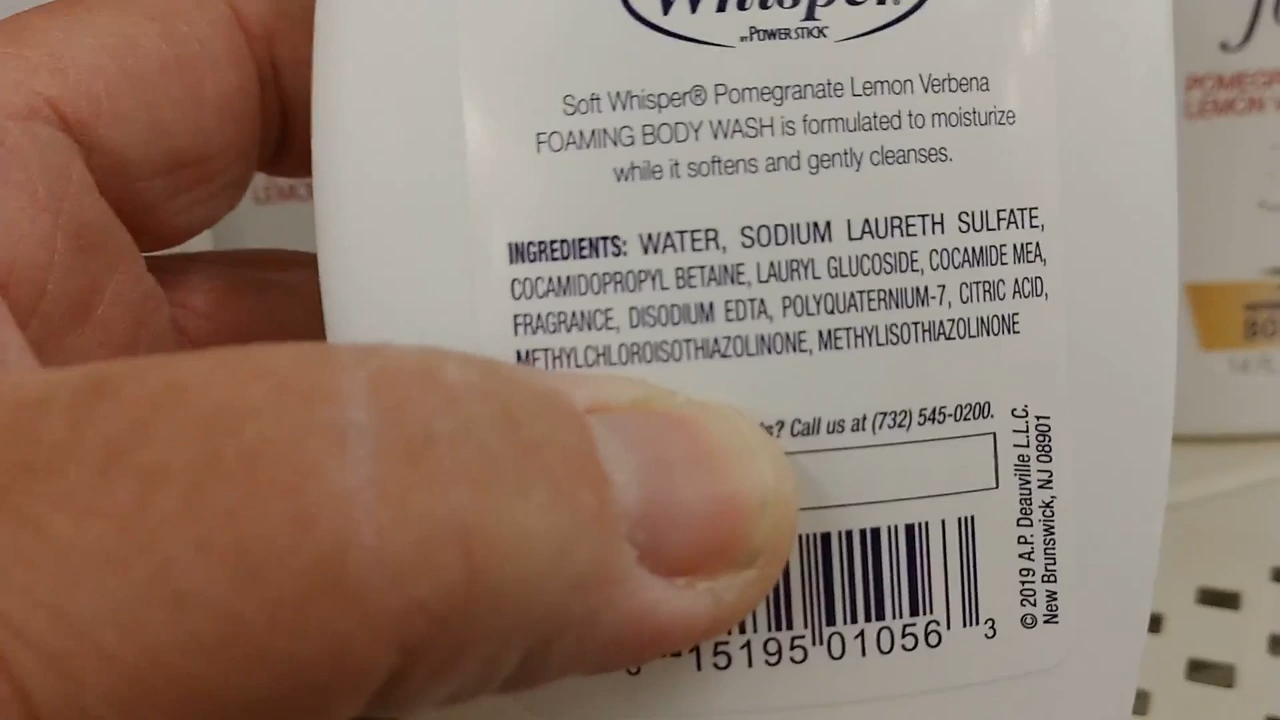 Whisper®
BY POWER STICK
Soft Whisper® Pomegranate Lemon Verbena
FOAMING BODY WASH is formulated to moisturize
while it softens and gently cleanses.
INGREDIENTS: WATER, SODIUM LAURETH SULFATE,
COCAMIDOPROPYL BETAINE, LAURYL GLUCOSIDE, COCAMIDE MEA,
FRAGRANCE, DISODIUM EDTA, POLYQUATERNIUM-7, CITRIC ACID,
METHYLCHLOROISOTHIAZOLINONE, METHYLISOTHIAZOLINONE
Call us at (732) 545-0200.
© 2019 A.P. Deauville L.L.C.
New Brunswick, NJ 08901
15195 01056 3
LEMON